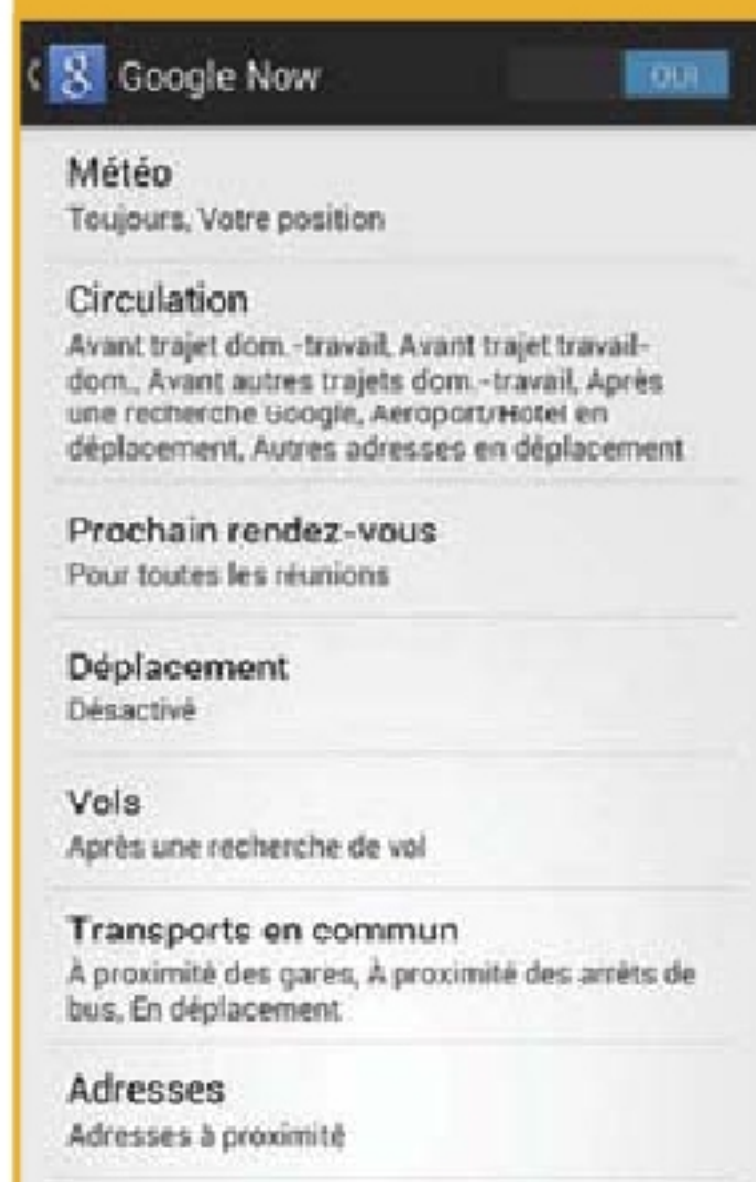 Google Now OUI
Météo
Toujours, Votre position
Circulation
Avant trajet dom.-travail, Avant trajet travail-
dom., Avant autres trajets dom.-travail, Après
une recherche Google, Aéroport/Hôtel en
déplacement, Autres adresses en déplacement
Prochain rendez-vous
Pour toutes les réunions
Déplacement
Désactivé
Vols
Après une recherche de vol
Transports en commun
À proximité des gares, À proximité des arrêts de
bus, En déplacement
Adresses
Adresses à proximité